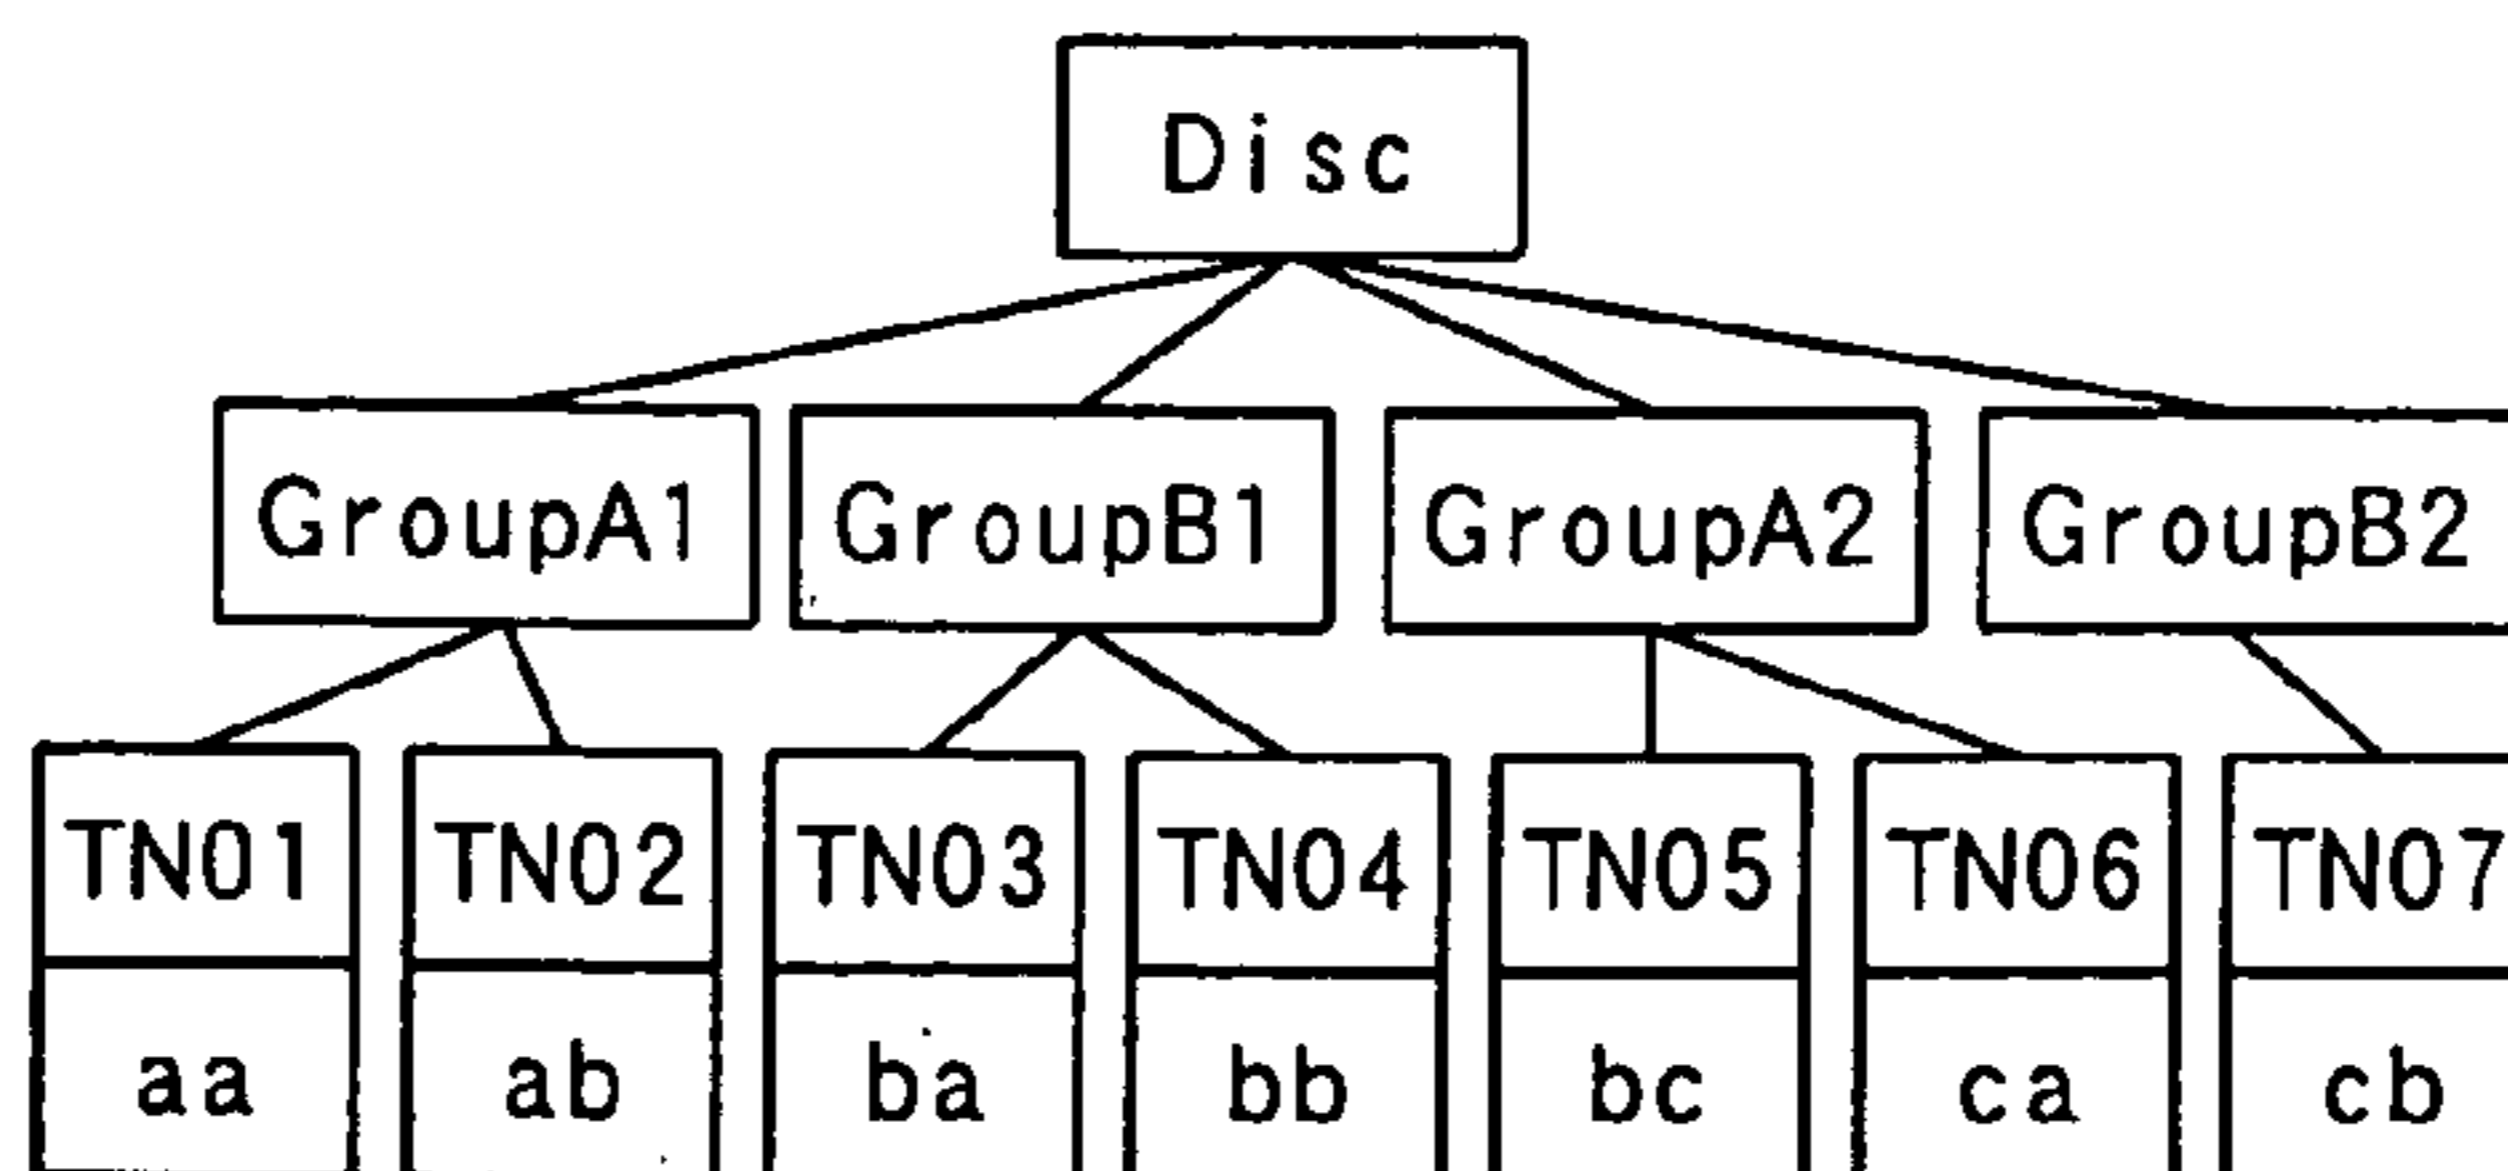 Disc
GroupA1 GroupB1 GroupA2 GroupB2
TN01 TN02 TN03 TN04 TN05 TN06 TN07
aa ab ba bb bc ca cb